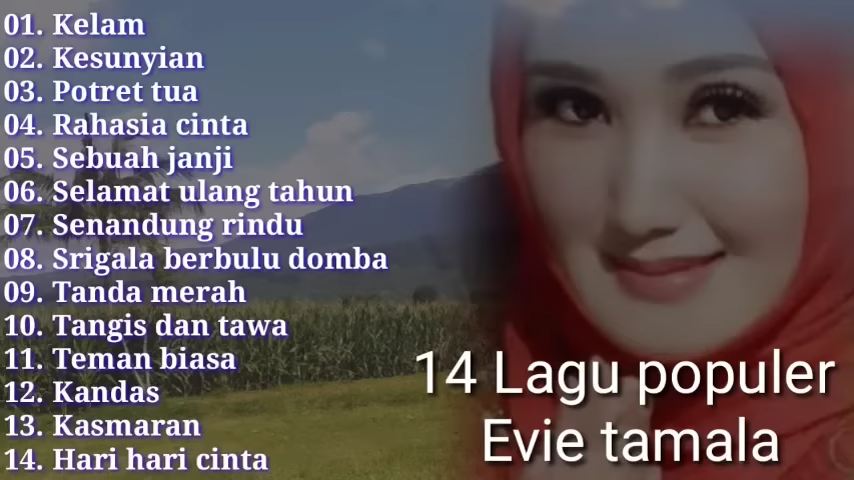 01. Kelam
02. Kesunyian
03. Potret tua
04. Rahasia cinta
05. Sebuah janji
06. Selamat ulang tahun
07. Senandung rindu
08. Srigala berbulu domba
09. Tanda merah
10. Tangis dan tawa
11. Teman biasa
12. Kandas
13. Kasmaran
14. Hari hari cinta
14 Lagu populer
Evie tamala